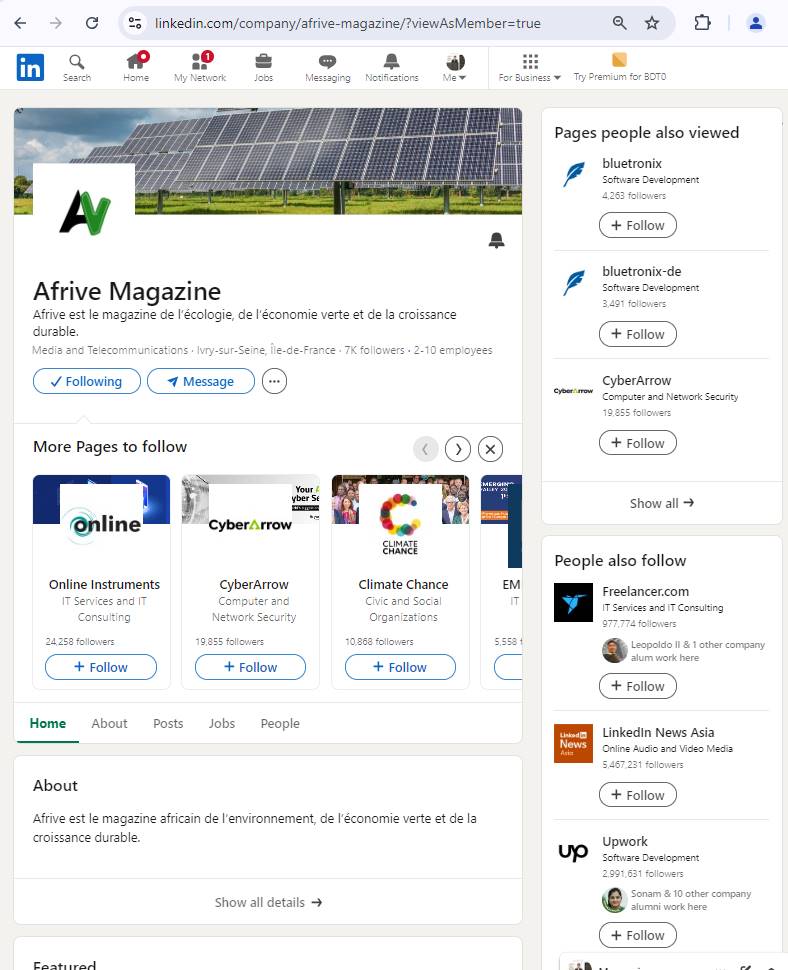 linkedin.com/company/afrive-magazine/?viewAsMember=true
in
Search
Home
1
My Network
Jobs
Messaging
Notifications
Me
For Business
Try Premium for BDT0
AV
Afrive Magazine
Afrive est le magazine de l’écologie, de l’économie verte et de la croissance
durable.
Media and Telecommunications · Ivry-sur-Seine, Île-de-France · 7K followers · 2-10 employees
Following
Message
More Pages to follow
online
Online Instruments
IT Services and IT
Consulting
24,258 followers
+ Follow
Your
CyberArrow
CyberArrow
Computer and
Network Security
19,855 followers
+ Follow
CLIMATE
CHANCE
Climate Chance
Civic and Social
Organizations
10,868 followers
+ Follow
EMERGING
EM
IT
5,558
Home
About
Posts
Jobs
People
About
Afrive est le magazine africain de l’environnement, de l’économie verte et de la
croissance durable.
Show all details →
Featured
Pages people also viewed
bluetronix
Software Development
4,263 followers
+ Follow
bluetronix-de
Software Development
3,491 followers
+ Follow
CyberArrow
CyberArrow
Computer and Network Security
19,855 followers
+ Follow
Show all →
People also follow
Freelancer.com
IT Services and IT Consulting
977,774 followers
Leopoldo II & 1 other company
alum work here
+ Follow
Linked in
News
Asia
LinkedIn News Asia
Online Audio and Video Media
5,467,231 followers
+ Follow
up
Upwork
Software Development
2,991,631 followers
Sonam & 10 other company
alumni work here
+ Follow